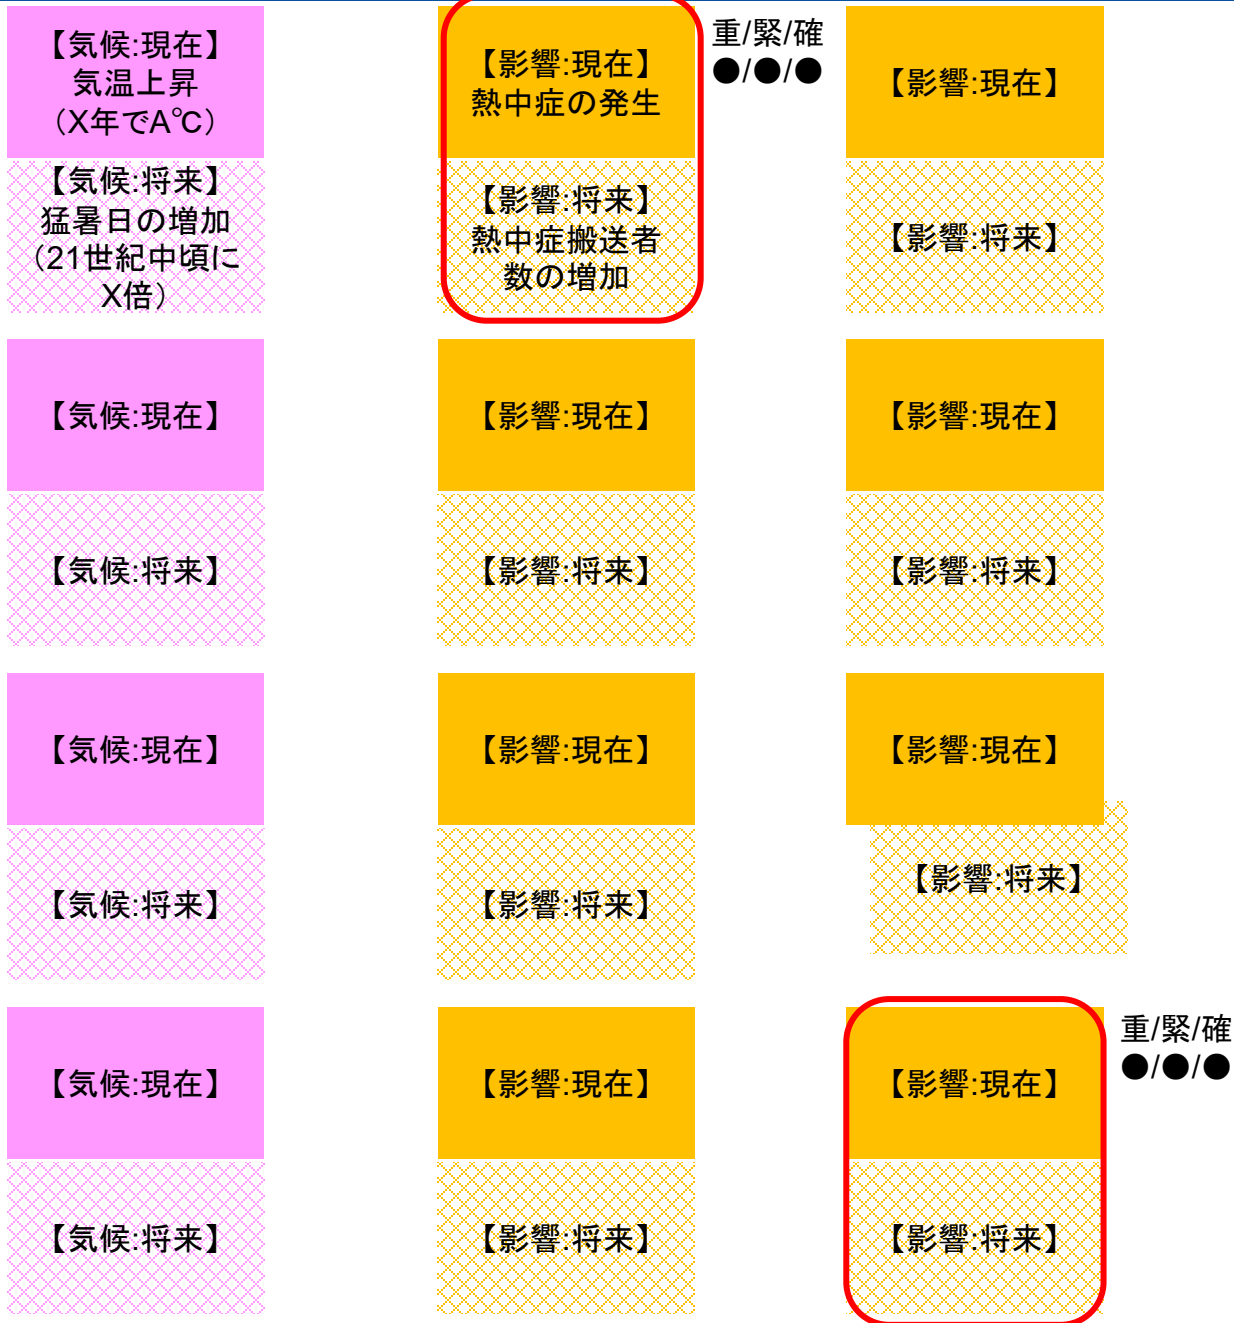 【気候:現在】
気温上昇
（X年でA℃）
【気候:将来】
猛暑日の増加
（21世紀中頃に
X倍）
【影響:現在】
熱中症の発生
【影響:将来】
熱中症搬送者
数の増加
重/緊/確
●/●/●
【影響:現在】
【影響:将来】
【気候:現在】
【気候:将来】
【影響:現在】
【影響:将来】
【影響:現在】
【影響:将来】
【気候:現在】
【気候:将来】
【影響:現在】
【影響:将来】
【影響:現在】
【影響:将来】
【気候:現在】
【気候:将来】
【影響:現在】
【影響:将来】
【影響:現在】
【影響:将来】
重/緊/確
●/●/●